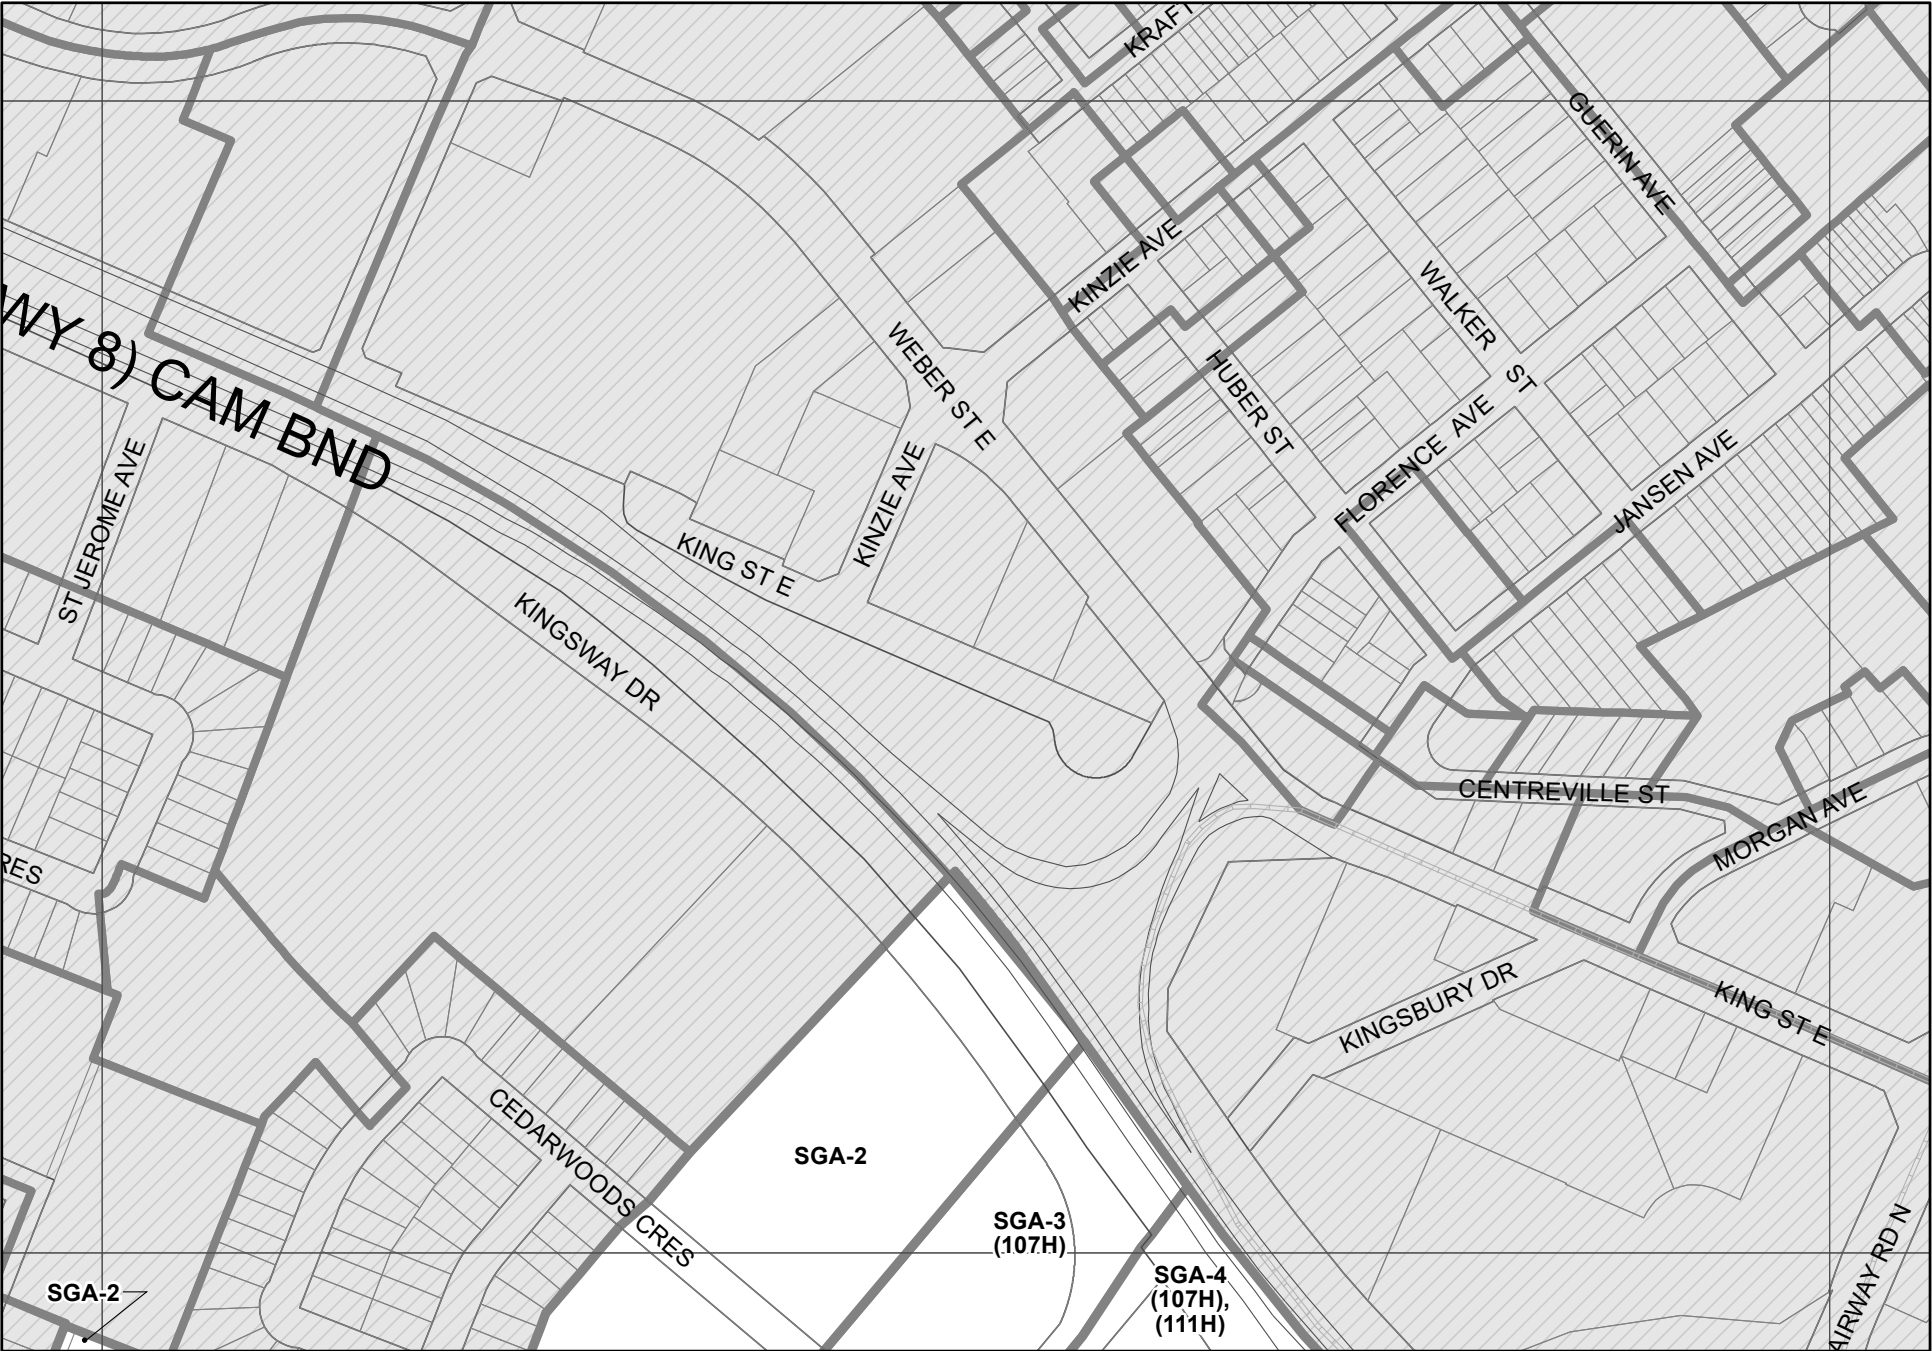 KRAFT
GUERIN AVE
KINZIE AVE
WALKER ST
WY 8) CAM BND
WEBER ST E
HUBER ST
FLORENCE AVE
JANSEN AVE
ST JEROME AVE
KINZIE AVE
KING ST E
KINGSWAY DR
CENTREVILLE ST
MORGAN AVE
RES
KINGSBURY DR
KING ST E
CEDARWOODS CRES
SGA-2
SGA-3
(107H)
SGA-4
(107H),
(111H)
SGA-2
AIRWAY RD N